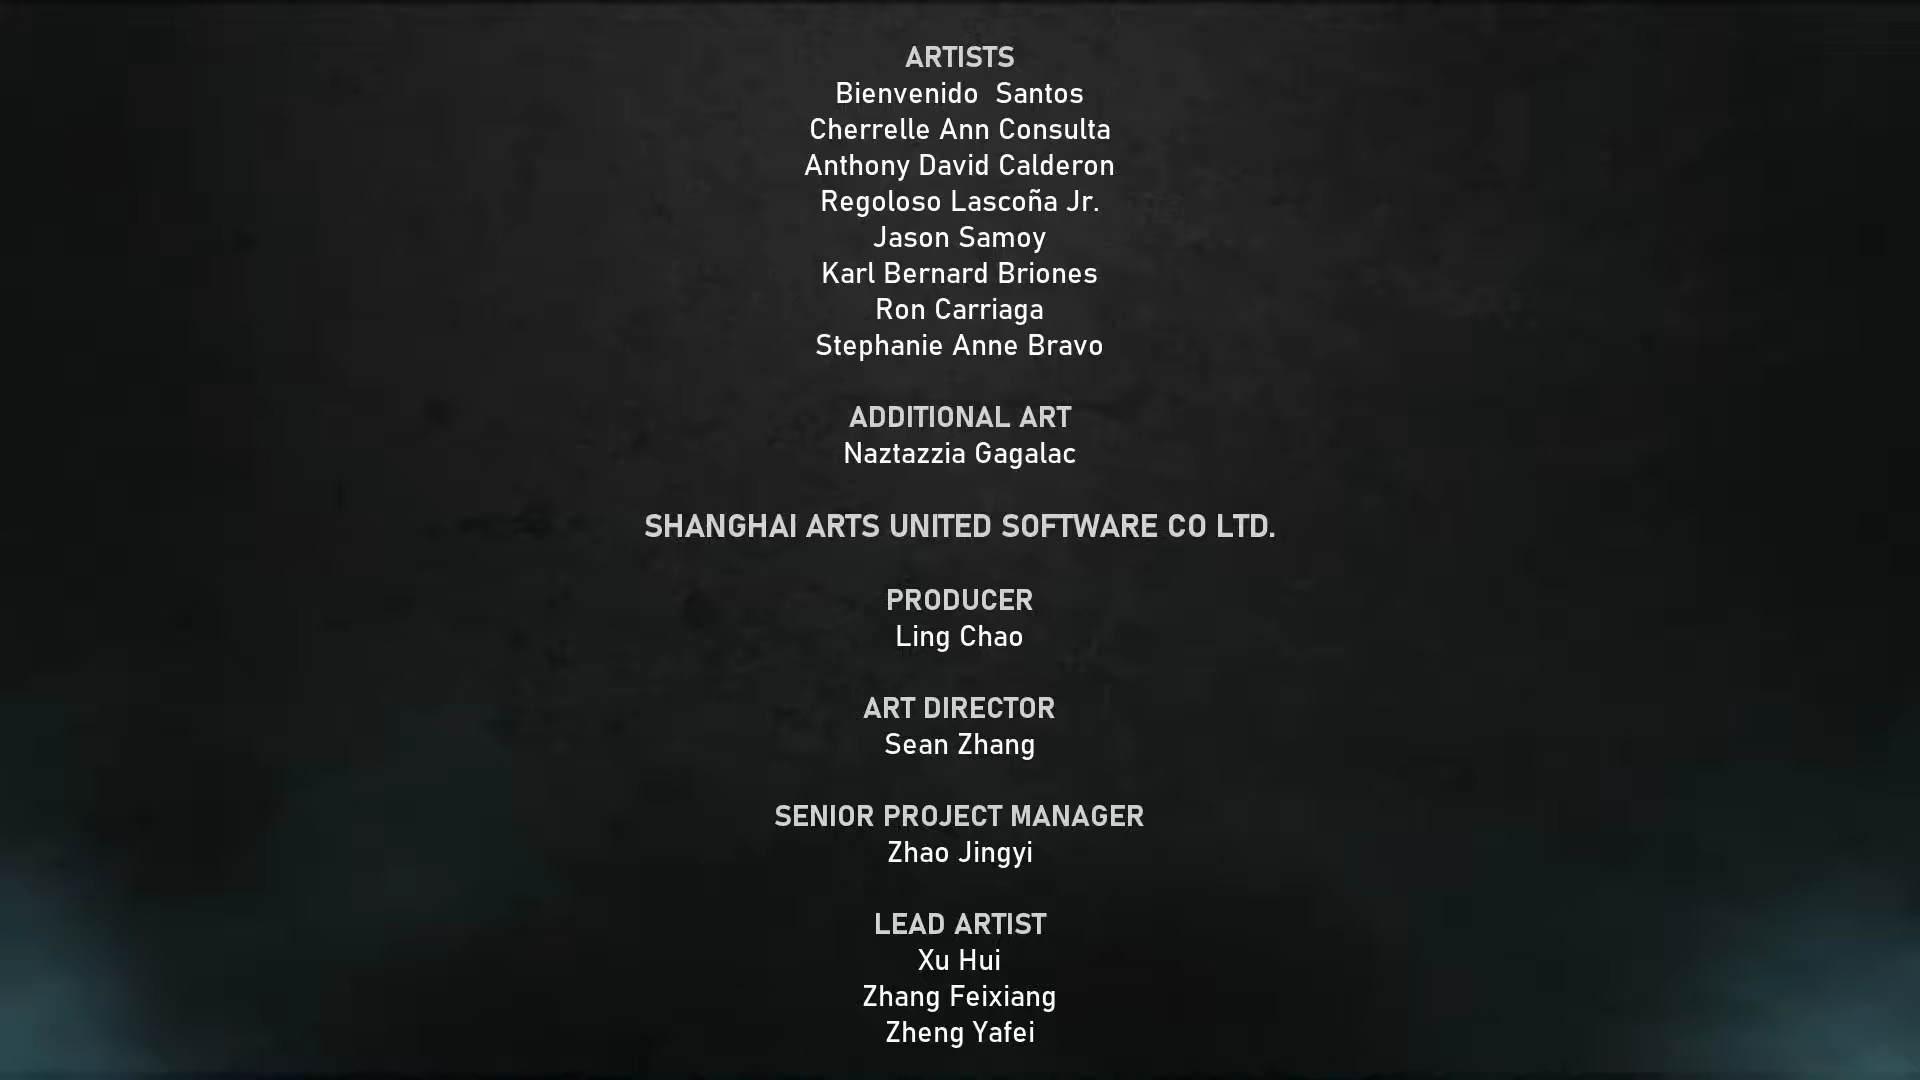 ARTISTS
Bienvenido  Santos
Cherrelle Ann Consulta
Anthony David Calderon
Regoloso Lascoña Jr.
Jason Samoy
Karl Bernard Briones
Ron Carriaga
Stephanie Anne Bravo
ADDITIONAL ART
Naztazzia Gagalac
SHANGHAI ARTS UNITED SOFTWARE CO LTD.
PRODUCER
Ling Chao
ART DIRECTOR
Sean Zhang
SENIOR PROJECT MANAGER
Zhao Jingyi
LEAD ARTIST
Xu Hui
Zhang Feixiang
Zheng Yafei